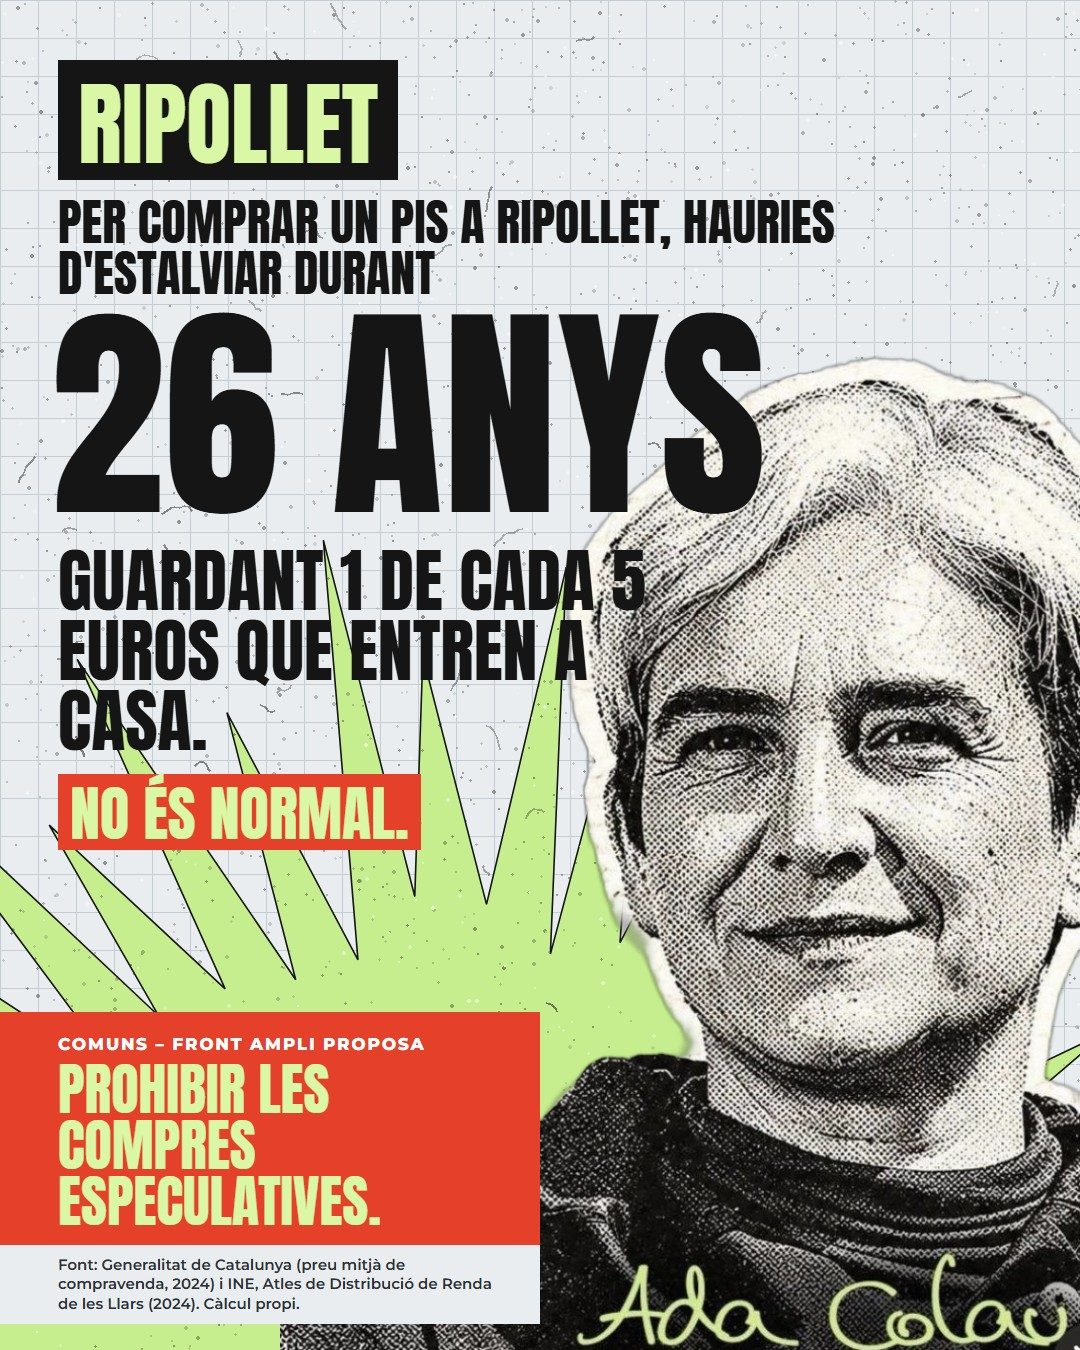 RIPOLLET
PER COMPRAR UN PIS A RIPOLLET, HAURIES
D'ESTALVIAR DURANT
26 ANYS
GUARDANT 1 DE CADA 5
EUROS QUE ENTREN A
CASA.
NO ÉS NORMAL.
COMUNS – FRONT AMPLI PROPOSA
PROHIBIR LES
COMPRES
ESPECULATIVES.
Font: Generalitat de Catalunya (preu mitjà de
compravenda, 2024) i INE, Atles de Distribució de Renda
de les Llars (2024). Càlcul propi.
Ada Colau